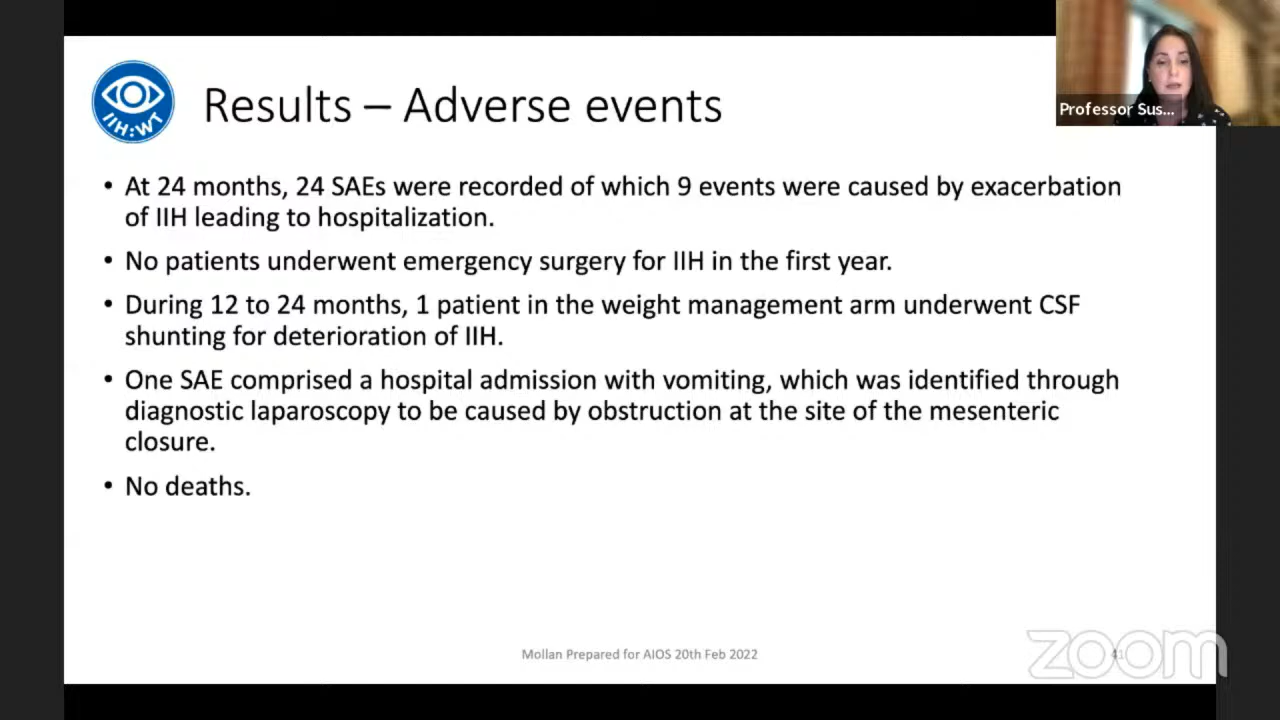 Professor Sus...
IIH:WT
Results – Adverse events
• At 24 months, 24 SAEs were recorded of which 9 events were caused by exacerbation
of IIH leading to hospitalization.
• No patients underwent emergency surgery for IIH in the first year.
• During 12 to 24 months, 1 patient in the weight management arm underwent CSF
shunting for deterioration of IIH.
• One SAE comprised a hospital admission with vomiting, which was identified through
diagnostic laparoscopy to be caused by obstruction at the site of the mesenteric
closure.
• No deaths.
Mollan Prepared for AIOS 20th Feb 2022
41
zoom